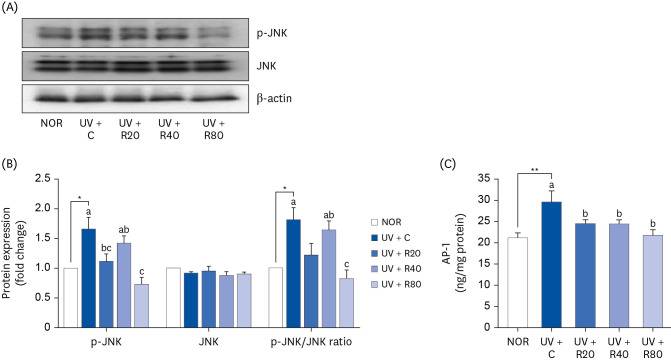 (A)
p-JNK
JNK
β-actin
NOR
UV +
C
UV +
R20
UV +
R40
UV +
R80
(B)
Protein expression
(fold change)
2.5
2.0
1.5
1.0
0.5
0
*
a
bc
ab
c
*
a
ab
c
p-JNK
JNK
p-JNK/JNK ratio
NOR
UV + C
UV + R20
UV + R40
UV + R80
(C)
AP-1
(ng/mg protein)
35
30
25
20
15
10
5
0
**
a
b
b
b
NOR
UV +
C
UV +
R20
UV +
R40
UV +
R80